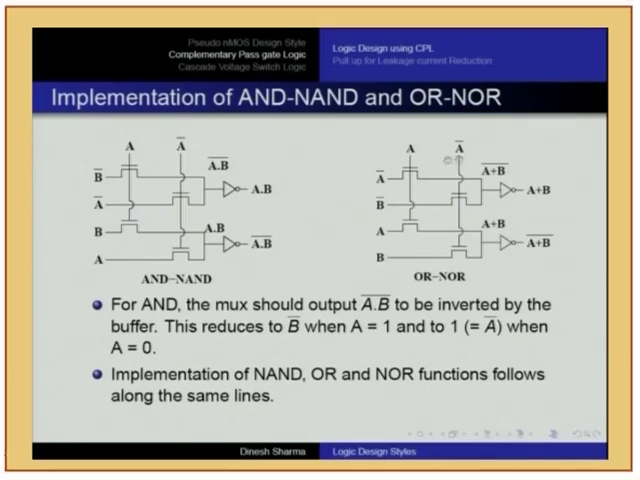 Pseudo nMOS Design Style
Complementary Pass gate Logic
Cascade Voltage Switch Logic
Logic Design using CPL
Pull up for Leakage current Reduction
Implementation of AND-NAND and OR-NOR
A A̅
B̅ A̅.̅B̅
A.B
A̅
B A.B
A̅.̅B̅
A
AND−NAND
A A̅
A̅ A̅+̅B̅
A+B
B̅
A A+B
A̅+̅B̅
B
OR−NOR
For AND, the mux should output A̅.̅B̅ to be inverted by the
buffer. This reduces to B̅ when A = 1 and to 1 (= A̅) when
A = 0.
Implementation of NAND, OR and NOR functions follows
along the same lines.
Dinesh Sharma Logic Design Styles